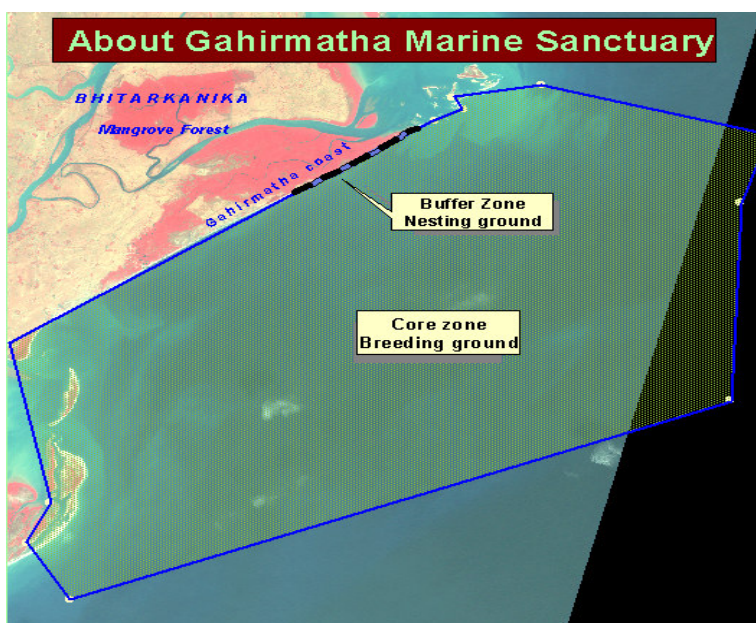 About Gahirmatha Marine Sanctuary
BHITARKANIKA
Mangrove Forest
Gahirmatha coast
Buffer Zone
Nesting ground
Core zone
Breeding ground